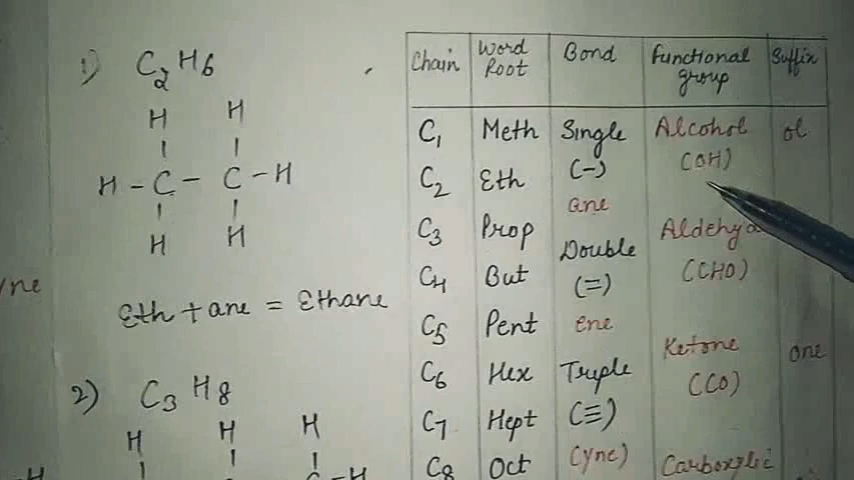 1) C2H6
H H
H - C - C - H
H H
Eth + ane = Ethane
2) C3H8
H H H
C - H
yne
H
Chain Word Root Bond Functional group Suffix
C1 Meth Single Alcohol ol
(-) (OH)
C2 Eth
ane
C3 Prop Aldehyd
Double
C4 But (CHO)
(=)
C5 Pent ene
Ketone one
C6 Hex Triple (CO)
C7 Hept (≡)
C8 Oct (yne) Carboxylic